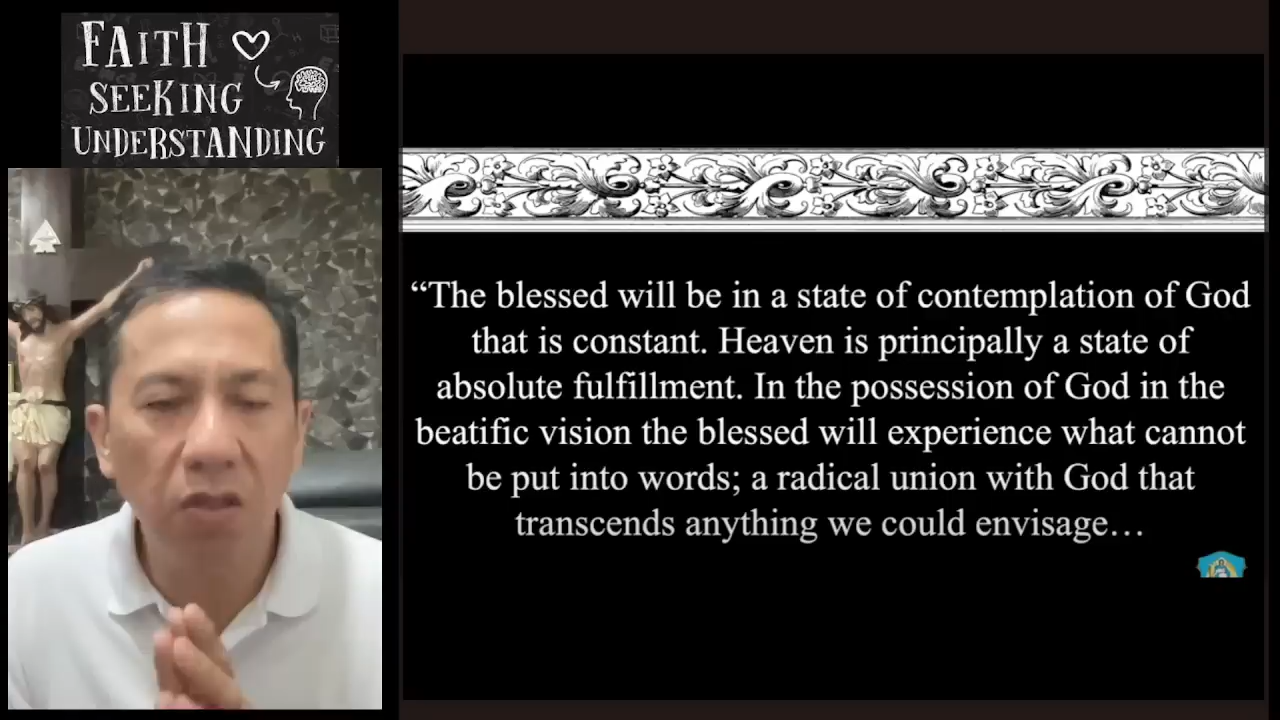 FAITH
SEEKING
UNDERSTANDING
“The blessed will be in a state of contemplation of God
that is constant. Heaven is principally a state of
absolute fulfillment. In the possession of God in the
beatific vision the blessed will experience what cannot
be put into words; a radical union with God that
transcends anything we could envisage…